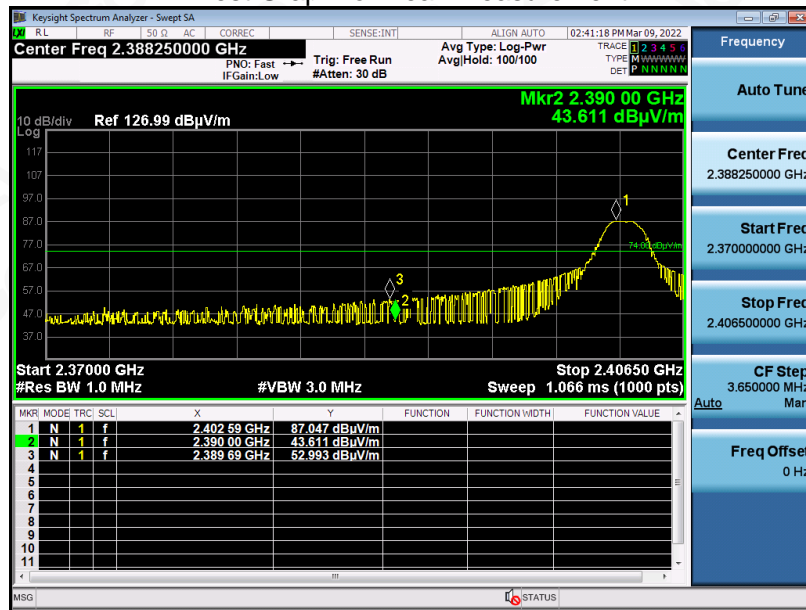 Keysight Spectrum Analyzer - Swept SA
LXI RL RF 50 Ω AC CORREC SENSE:INT ALIGN AUTO 02:41:18 PM Mar 09, 2022
Center Freq 2.388250000 GHz
PNO: Fast
IFGain:Low
Trig: Free Run
#Atten: 30 dB
Avg Type: Log-Pwr
Avg|Hold: 100/100
TRACE 1 2 3 4 5 6
TYPE M WWWWW
DET P N N N N N
Mkr2 2.390 00 GHz
43.611 dBµV/m
10 dB/div Ref 126.99 dBµV/m
Log
117
107
97.0
87.0
77.0
67.0
57.0
47.0
37.0
1
74.00 dBµV/m
3
2
Start 2.37000 GHz Stop 2.40650 GHz
#Res BW 1.0 MHz #VBW 3.0 MHz Sweep 1.066 ms (1000 pts)
MKR MODE TRC SCL X Y FUNCTION FUNCTION WIDTH FUNCTION VALUE
1 N 1 f 2.402 59 GHz 87.047 dBµV/m
2 N 1 f 2.390 00 GHz 43.611 dBµV/m
3 N 1 f 2.389 69 GHz 52.993 dBµV/m
4
5
6
7
8
9
10
11
MSG STATUS
Frequency
Auto Tune
Center Freq
2.388250000 GHz
Start Freq
2.370000000 GHz
Stop Freq
2.406500000 GHz
CF Step
3.650000 MHz
Auto Man
Freq Offset
0 Hz